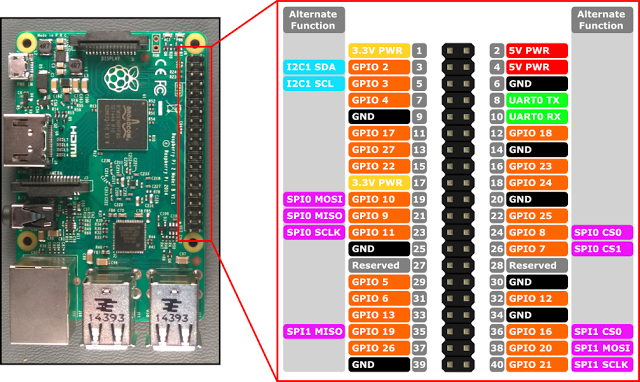 Alternate Function
Alternate Function
3.3V PWR 1 2 5V PWR
I2C1 SDA GPIO 2 3 4 5V PWR
I2C1 SCL GPIO 3 5 6 GND
GPIO 4 7 8 UART0 TX
GND 9 10 UART0 RX
GPIO 17 11 12 GPIO 18
GPIO 27 13 14 GND
GPIO 22 15 16 GPIO 23
3.3V PWR 17 18 GPIO 24
SPI0 MOSI GPIO 10 19 20 GND
SPI0 MISO GPIO 9 21 22 GPIO 25
SPI0 SCLK GPIO 11 23 24 GPIO 8 SPI0 CS0
GND 25 26 GPIO 7 SPI0 CS1
Reserved 27 28 Reserved
GPIO 5 29 30 GND
GPIO 6 31 32 GPIO 12
GPIO 13 33 34 GND
SPI1 MISO GPIO 19 35 36 GPIO 16 SPI1 CS0
GPIO 26 37 38 GPIO 20 SPI1 MOSI
GND 39 40 GPIO 21 SPI1 SCLK
DISPLAY
HDMI
14393
14393